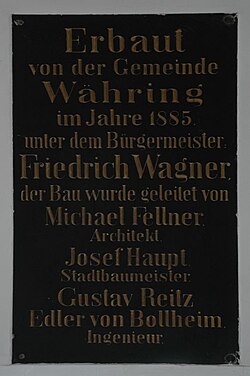 Erbaut
von der Gemeinde
Währing
im Jahre 1885.
unter dem Bürgermeister,
Friedrich Wagner,
der Bau wurde geleitet von
Michael Fellner,
Architekt.
Josef Haupt,
Stadtbaumeister.
Gustav Reitz,
Edler von Bollheim,
Ingenieur.